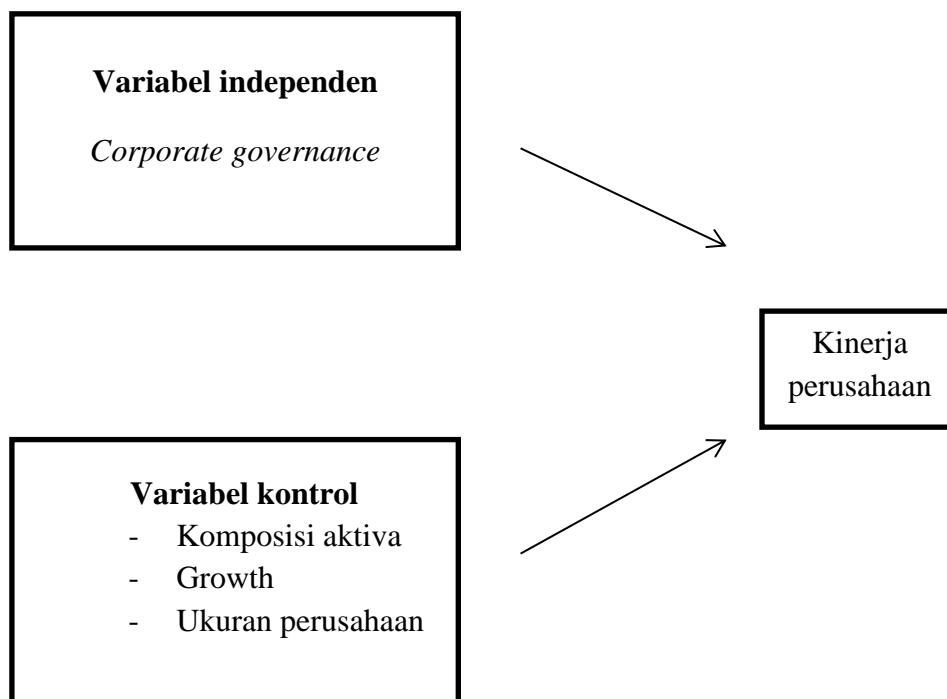 Variabel independen
Corporate governance
Kinerja
perusahaan
Variabel kontrol
- Komposisi aktiva
- Growth
- Ukuran perusahaan